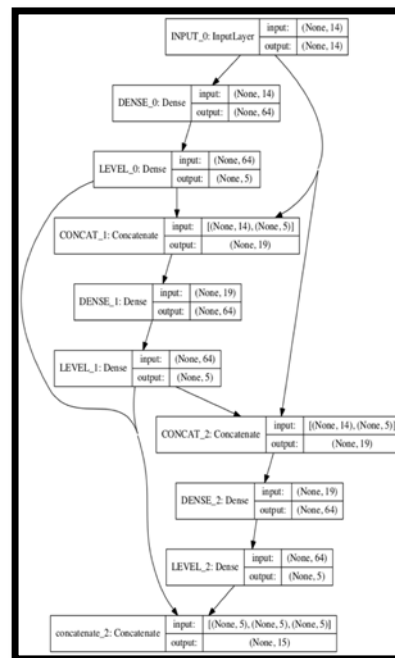 INPUT_0: InputLayer
input: (None, 14)
output: (None, 14)
DENSE_0: Dense
input: (None, 14)
output: (None, 64)
LEVEL_0: Dense
input: (None, 64)
output: (None, 5)
CONCAT_1: Concatenate
input: [(None, 14), (None, 5)]
output: (None, 19)
DENSE_1: Dense
input: (None, 19)
output: (None, 64)
LEVEL_1: Dense
input: (None, 64)
output: (None, 5)
CONCAT_2: Concatenate
input: [(None, 14), (None, 5)]
output: (None, 19)
DENSE_2: Dense
input: (None, 19)
output: (None, 64)
LEVEL_2: Dense
input: (None, 64)
output: (None, 5)
concatenate_2: Concatenate
input: [(None, 5), (None, 5), (None, 5)]
output: (None, 15)